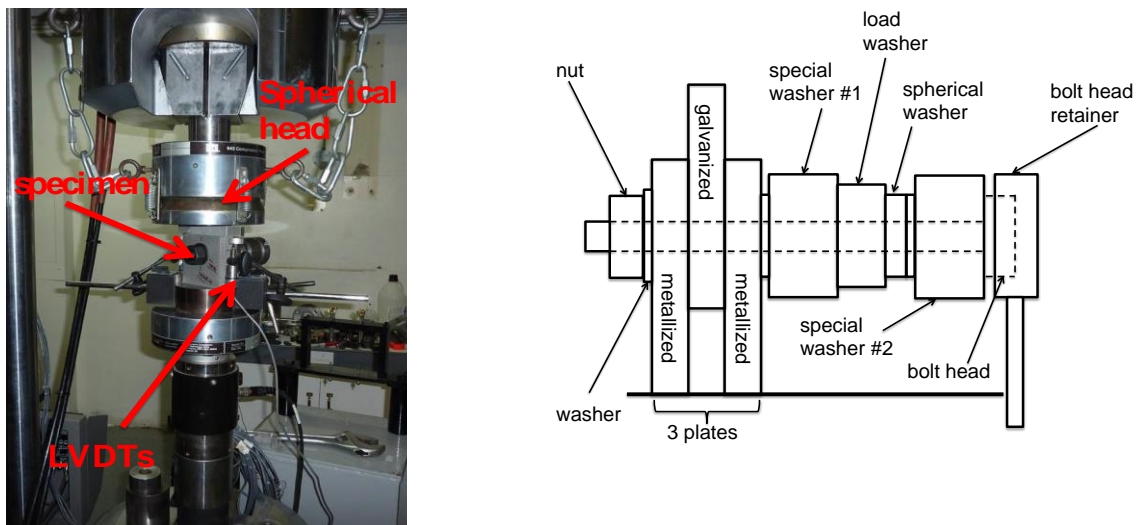 Spherical
head
specimen
LVDTs
nut
load
washer
special
washer #1
spherical
washer
bolt head
retainer
galvanized
metallized
metallized
washer
3 plates
special
washer #2
bolt head